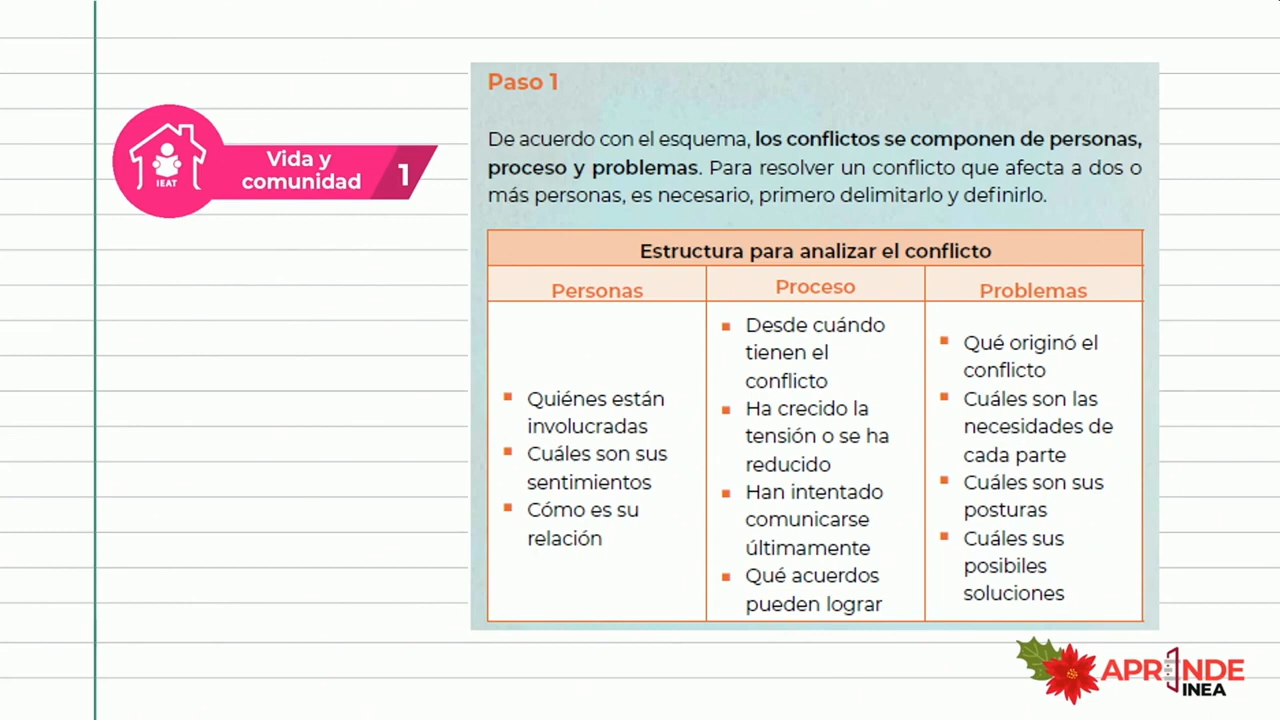 IEAT
Vida y
comunidad
1
Paso 1
De acuerdo con el esquema, los conflictos se componen de personas,
proceso y problemas. Para resolver un conflicto que afecta a dos o
más personas, es necesario, primero delimitarlo y definirlo.
Estructura para analizar el conflicto
Personas
Proceso
Problemas
▪ Quiénes están
involucradas
▪ Cuáles son sus
sentimientos
▪ Cómo es su
relación
▪ Desde cuándo
tienen el
conflicto
▪ Ha crecido la
tensión o se ha
reducido
▪ Han intentado
comunicarse
últimamente
▪ Qué acuerdos
pueden lograr
▪ Qué originó el
conflicto
▪ Cuáles son las
necesidades de
cada parte
▪ Cuáles son sus
posturas
▪ Cuáles sus
posibiles
soluciones
APRENDE
INEA